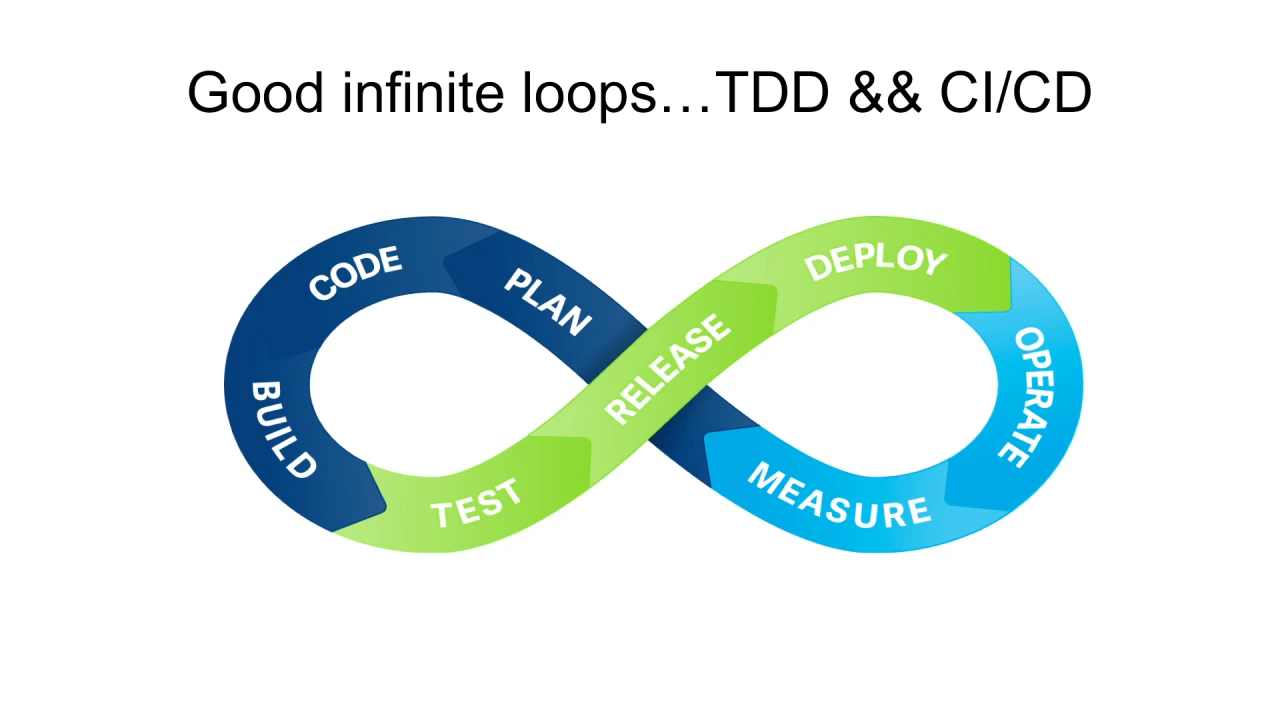 Good infinite loops…TDD && CI/CD
PLAN
CODE
BUILD
TEST
RELEASE
DEPLOY
OPERATE
MEASURE